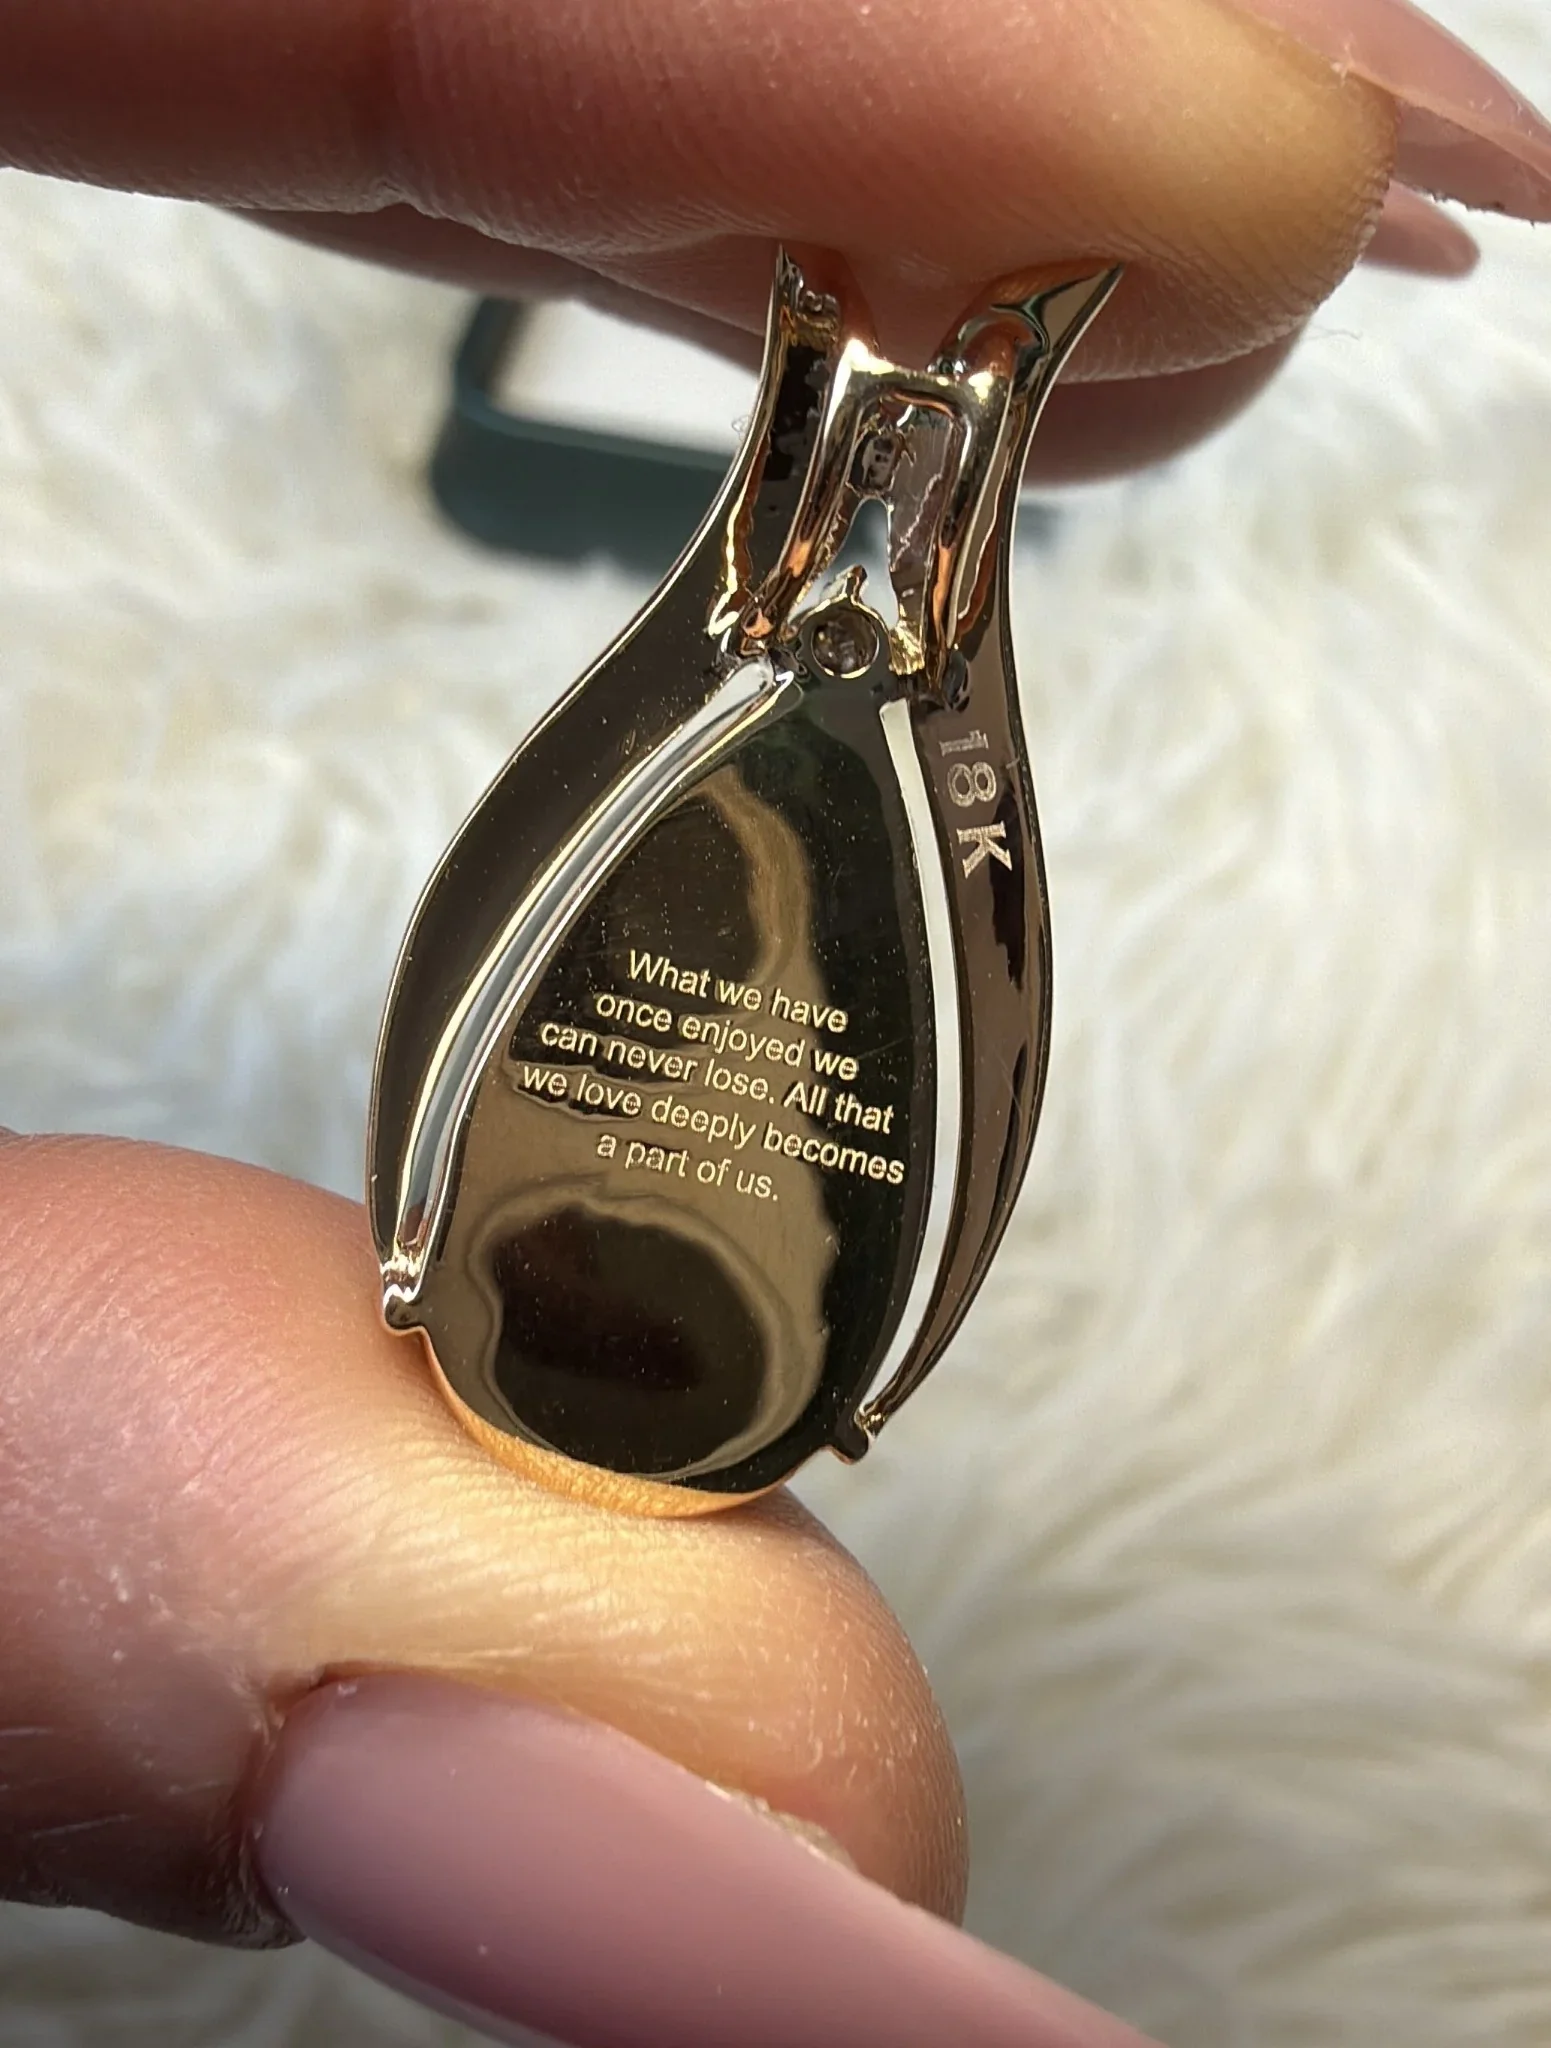 18K
What we have
once enjoyed we
can never lose. All that
we love deeply becomes
a part of us.